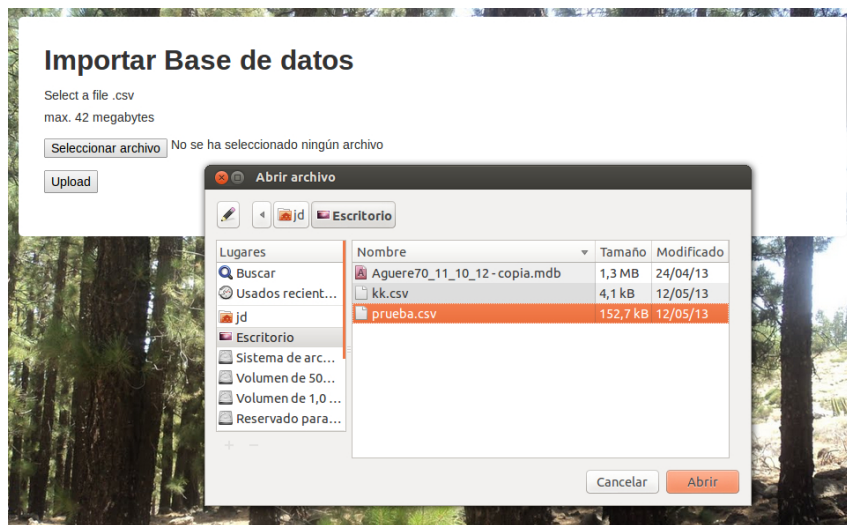 Importar Base de datos
Select a file .csv
max. 42 megabytes
Seleccionar archivo No se ha seleccionado ningún archivo
Upload
Abrir archivo
jd Escritorio
Lugares Nombre Tamaño Modificado
Buscar Aguere70_11_10_12 - copia.mdb 1,3 MB 24/04/13
Usados recient... kk.csv 4,1 kB 12/05/13
jd prueba.csv 152,7 kB 12/05/13
Escritorio
Sistema de arc...
Volumen de 50...
Volumen de 1,0 ...
Reservado para...
Cancelar Abrir